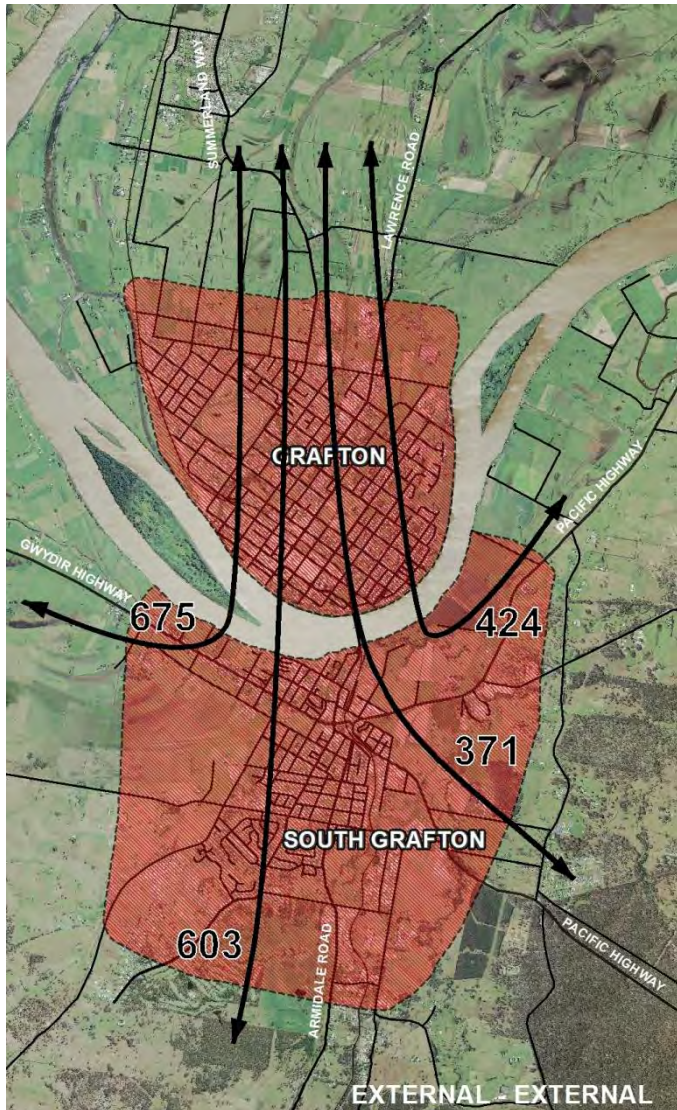 SUMMERLAND WAY
LAWRENCE ROAD
GRAFTON
PACIFIC HIGHWAY
GWYDIR HIGHWAY
675
424
371
SOUTH GRAFTON
603
ARMIDALE ROAD
PACIFIC HIGHWAY
EXTERNAL - EXTERNAL